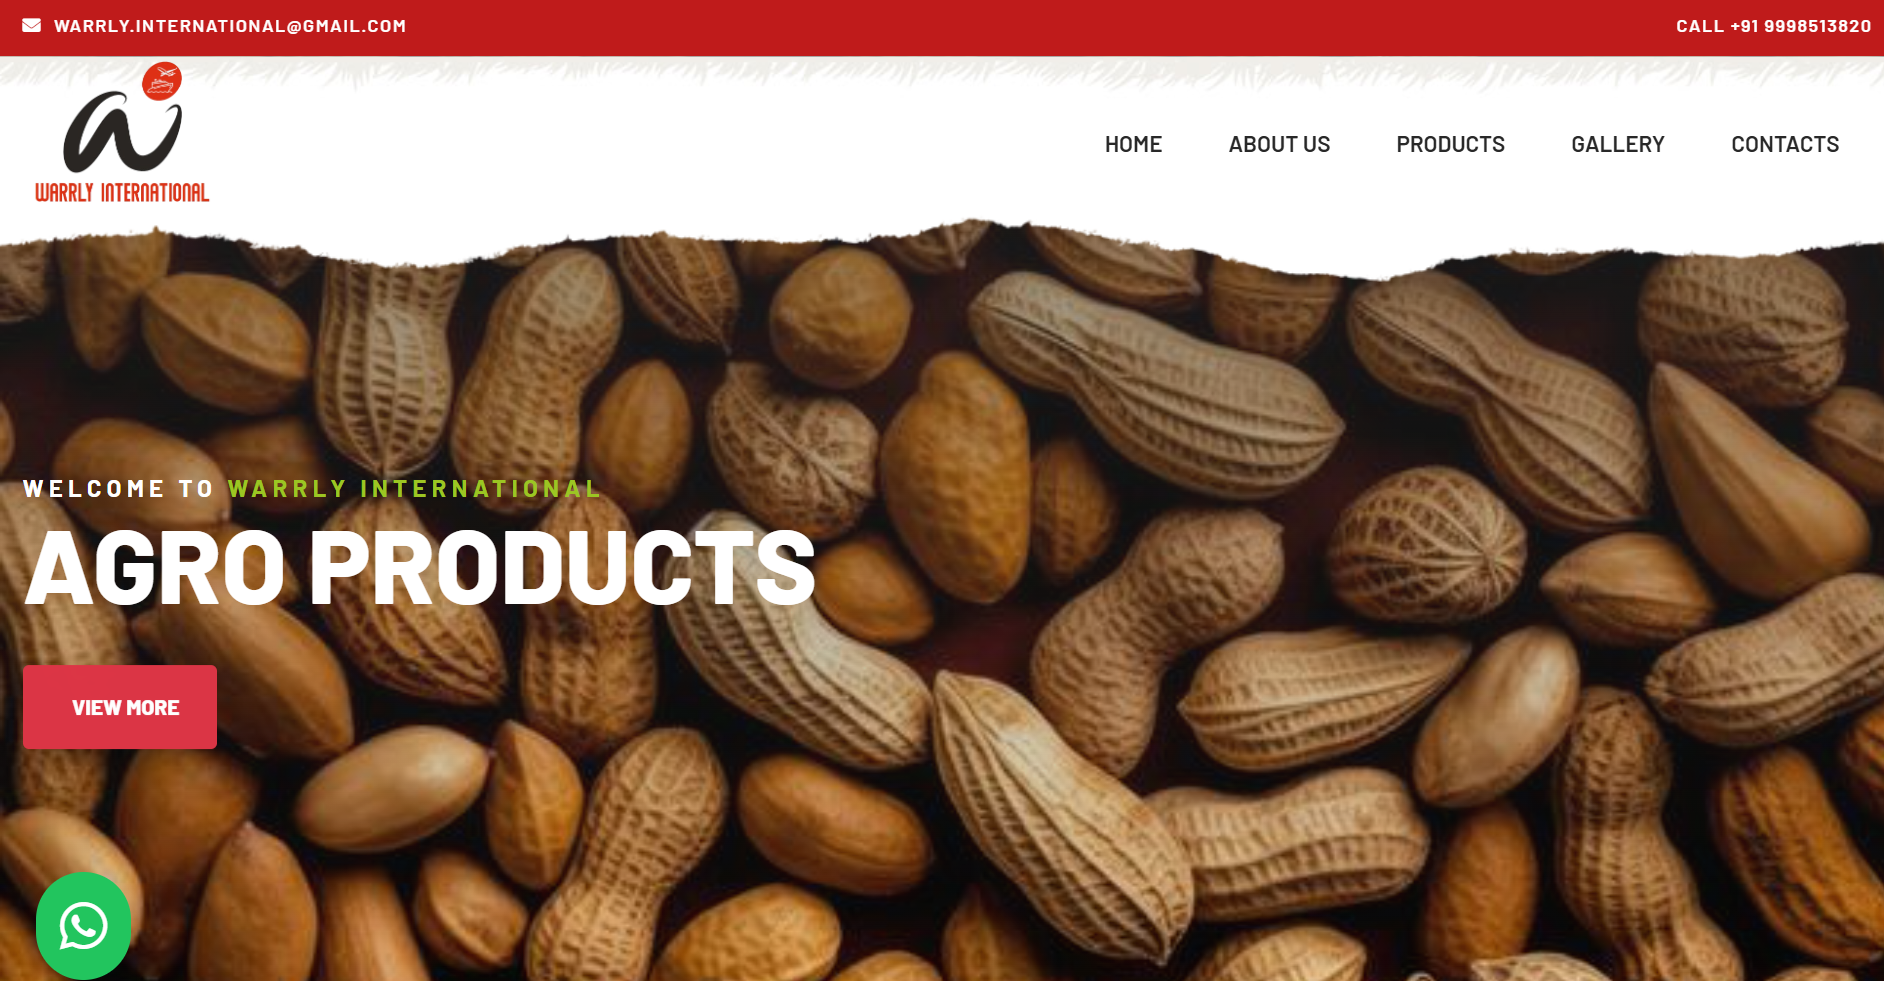 WARRLY.INTERNATIONAL@GMAIL.COM
CALL +91 9998513820
WARRLY INTERNATIONAL
HOME
ABOUT US
PRODUCTS
GALLERY
CONTACTS
WELCOME TO WARRLY INTERNATIONAL
AGRO PRODUCTS
VIEW MORE